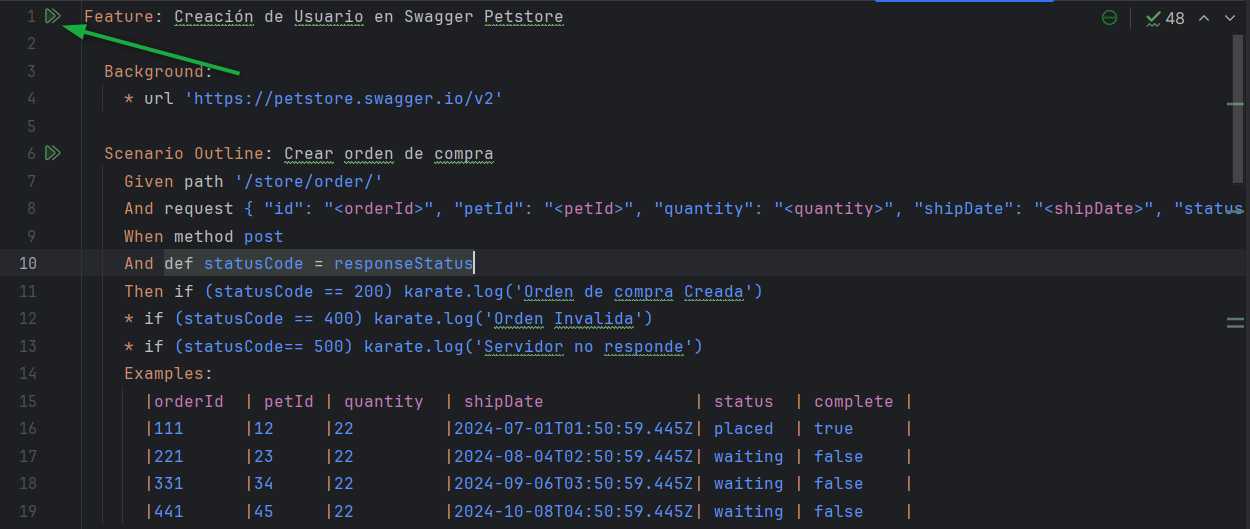 48
1 Feature: Creación de Usuario en Swagger Petstore
2
3 Background:
4 * url 'https://petstore.swagger.io/v2'
5
6 Scenario Outline: Crear orden de compra
7 Given path '/store/order/'
8 And request { "id": "<orderId>", "petId": "<petId>", "quantity": "<quantity>", "shipDate": "<shipDate>", "status
9 When method post
10 And def statusCode = responseStatus
11 Then if (statusCode == 200) karate.log('Orden de compra Creada')
12 * if (statusCode == 400) karate.log('Orden Invalida')
13 * if (statusCode== 500) karate.log('Servidor no responde')
14 Examples:
15 |orderId | petId | quantity | shipDate | status | complete |
16 |111 |12 |22 |2024-07-01T01:50:59.445Z| placed | true |
17 |221 |23 |22 |2024-08-04T02:50:59.445Z| waiting | false |
18 |331 |34 |22 |2024-09-06T03:50:59.445Z| waiting | false |
19 |441 |45 |22 |2024-10-08T04:50:59.445Z| waiting | false |